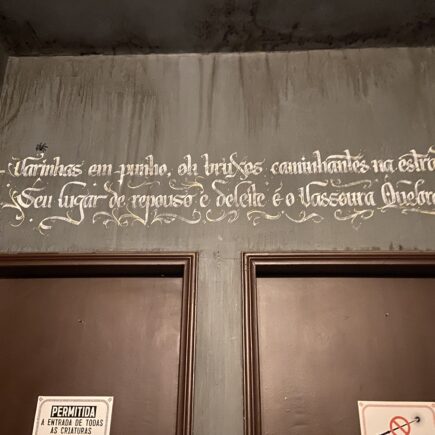 Varinhas em punho, oh bruxos caminhantes na estra
Seu lugar de repouso e deleite é o Vassoura Quebra
PERMITIDA
A ENTRADA DE TODAS
AS CRIATURAS